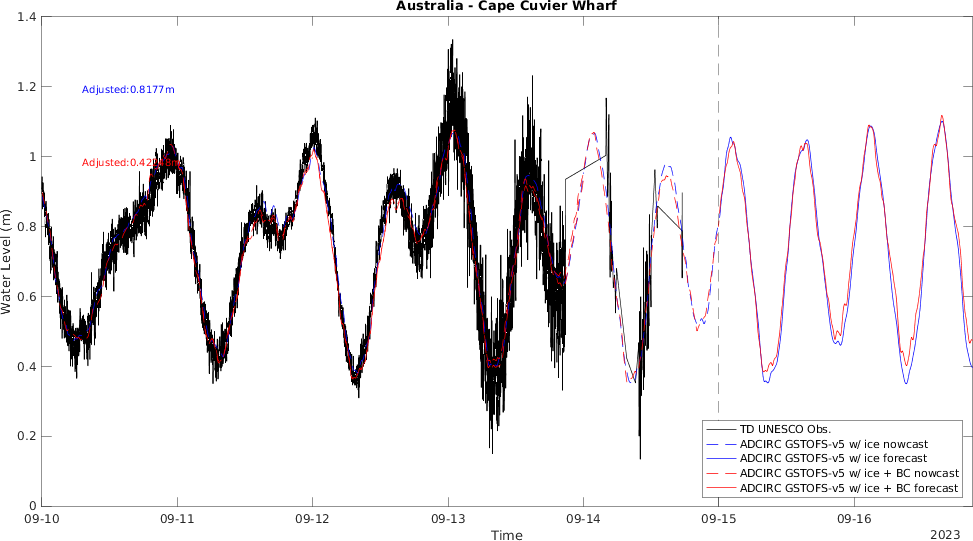 Australia - Cape Cuvier Wharf
1.4
1.2
1
0.8
0.6
0.4
0.2
0
Water Level (m)
Adjusted:0.8177m
TD UNESCO Obs.
ADCIRC GSTOFS-v5 w/ ice nowcast
ADCIRC GSTOFS-v5 w/ ice forecast
ADCIRC GSTOFS-v5 w/ ice + BC nowcast
ADCIRC GSTOFS-v5 w/ ice + BC forecast
09-10
09-11
09-12
09-13
09-14
09-15
09-16
Time
2023